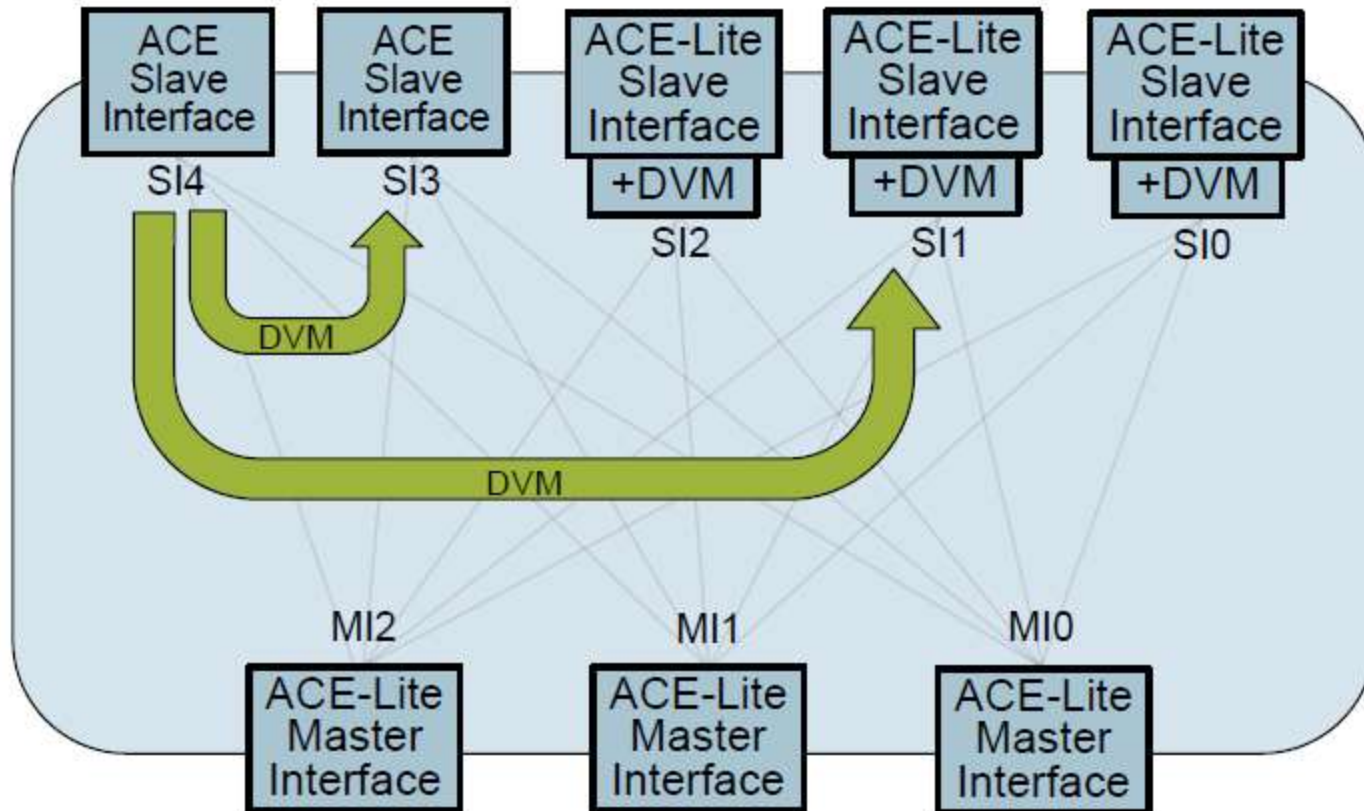 ACE
Slave
Interface
SI4
ACE
Slave
Interface
SI3
ACE-Lite
Slave
Interface
+DVM
SI2
ACE-Lite
Slave
Interface
+DVM
SI1
ACE-Lite
Slave
Interface
+DVM
SI0
DVM
DVM
MI2
ACE-Lite
Master
Interface
MI1
ACE-Lite
Master
Interface
MI0
ACE-Lite
Master
Interface